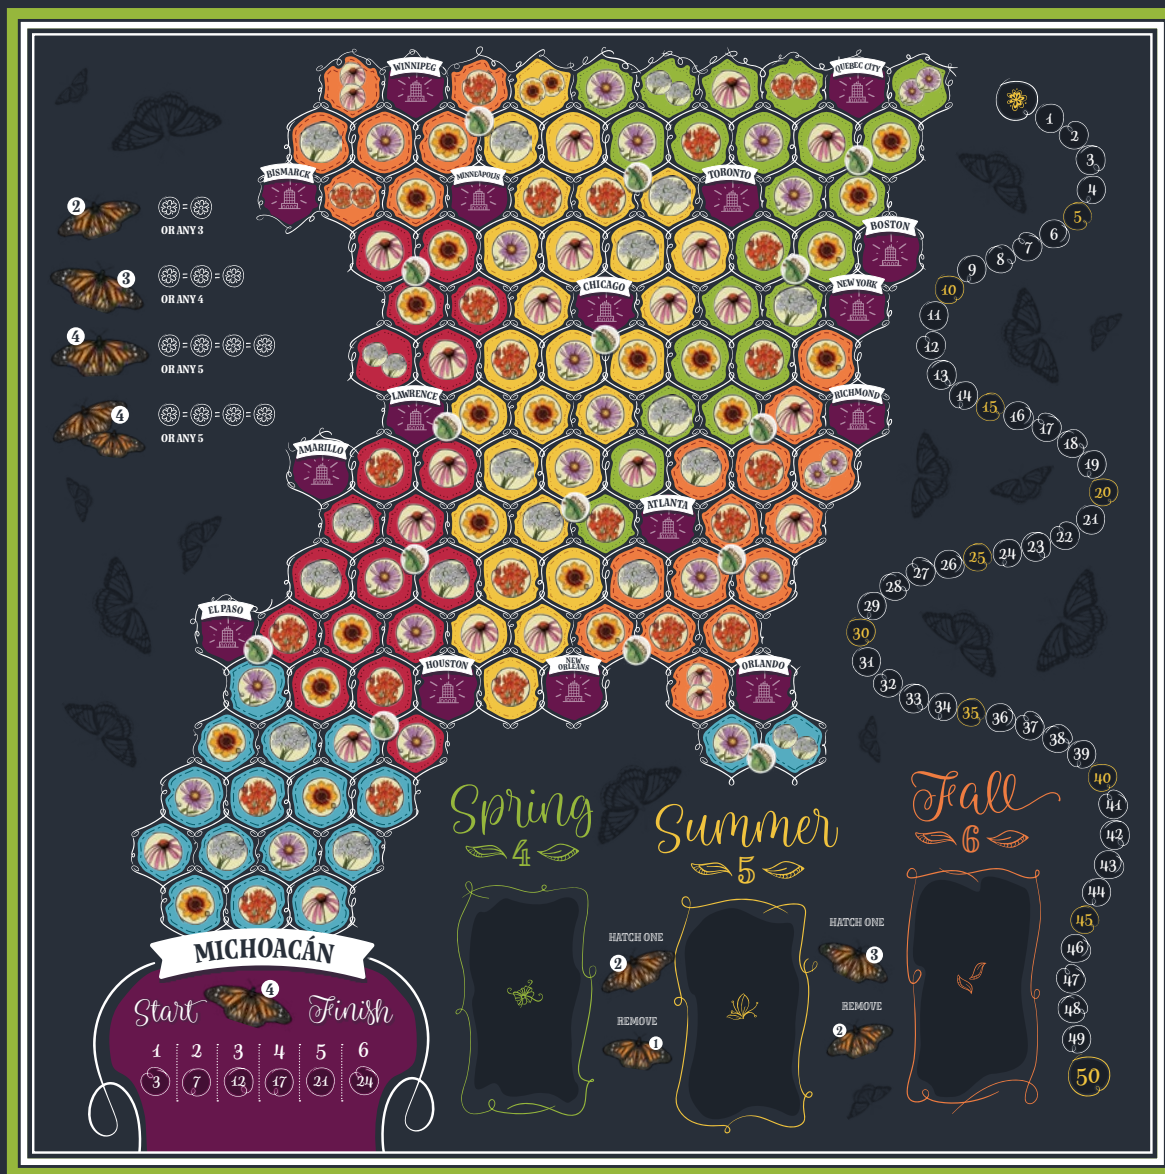 WINNIPEG
QUEBEC CITY
BISMARCK
MINNEAPOLIS
TORONTO
BOSTON
CHICAGO
NEW YORK
LAWRENCE
RICHMOND
AMARILLO
ATLANTA
EL PASO
HOUSTON
NEW
ORLEANS
ORLANDO
2
= 
OR ANY 3
3
= =
OR ANY 4
4
= = =
OR ANY 5
4
= = =
OR ANY 5
1
2
3
4
5
6
7
8
9
10
11
12
13
14
15
16
17
18
19
20
21
22
23
24
25
26
27
28
29
30
31
32
33
34
35
36
37
38
39
40
41
42
43
44
45
46
47
48
49
50
MICHOACÁN
Start 4 Finish
1 2 3 4 5 6
3 7 12 17 21 24
Spring
4
Summer
5
Fall
6
HATCH ONE
2
REMOVE
1
HATCH ONE
3
REMOVE
2